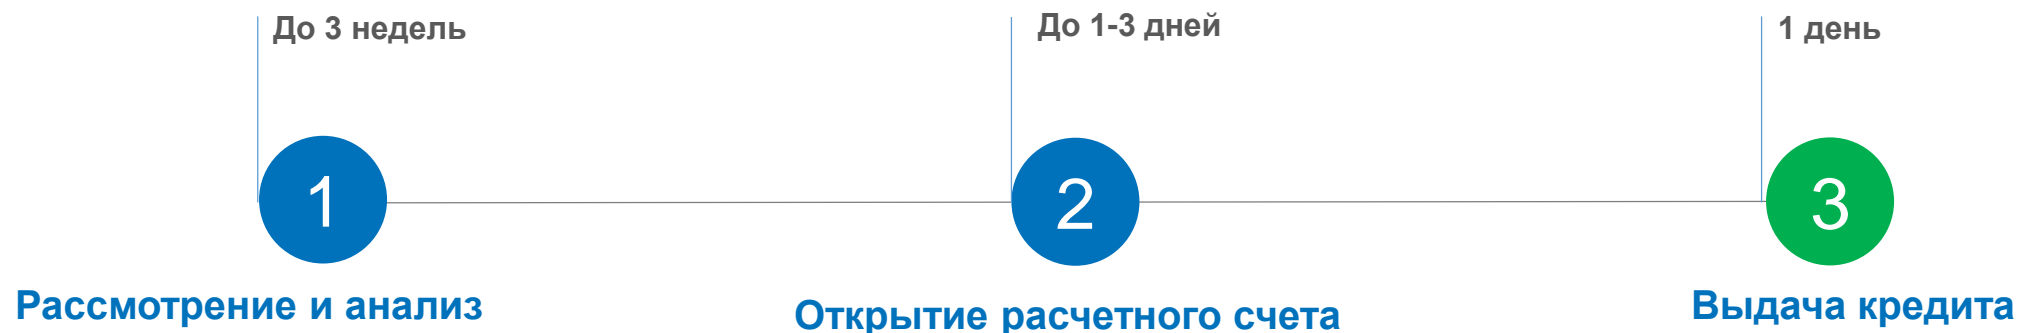 До 3 недель
До 1-3 дней
1 день
1
2
3
Рассмотрение и анализ
Открытие расчетного счета
Выдача кредита